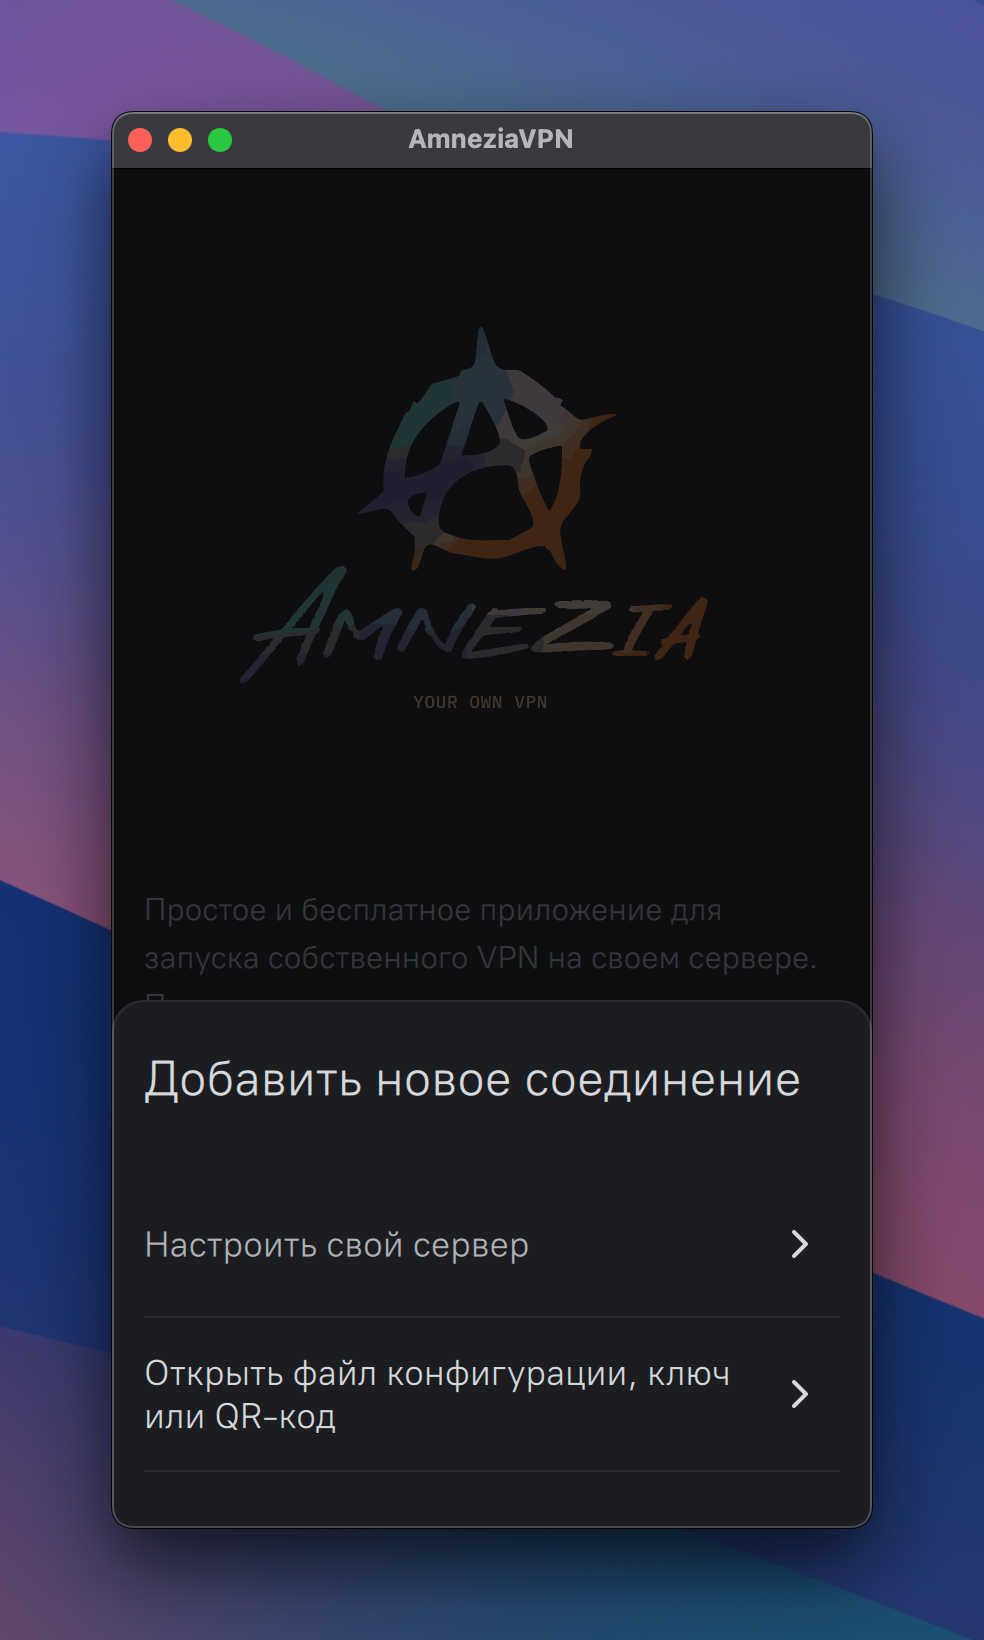 AmneziaVPN
AMNEZIA
YOUR OWN VPN
Простое и бесплатное приложение для
запуска собственного VPN на своем сервере.
Добавить новое соединение
Настроить свой сервер
Открыть файл конфигурации, ключ
или QR-код